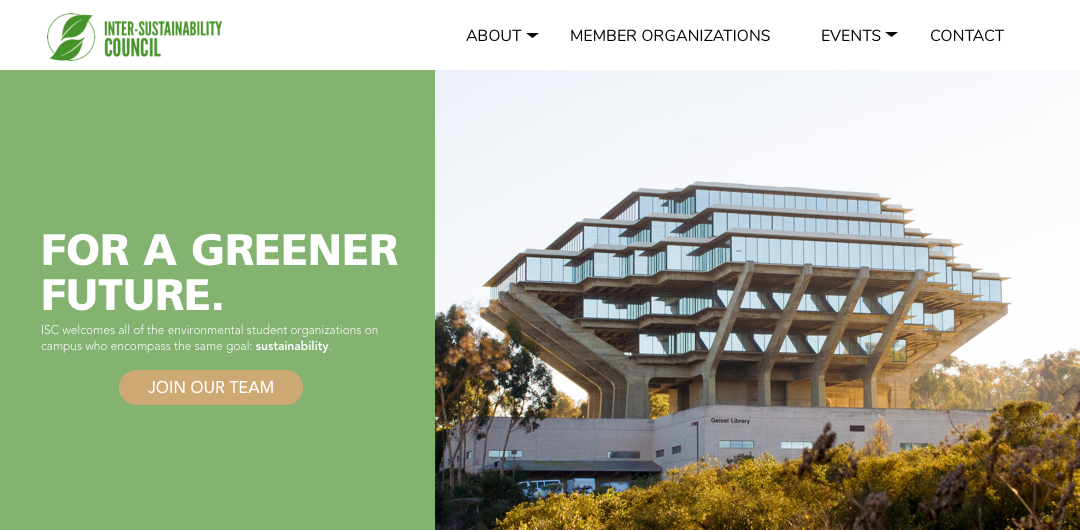 INTER-SUSTAINABILITY
COUNCIL
ABOUT
MEMBER ORGANIZATIONS
EVENTS
CONTACT
FOR A GREENER
FUTURE.
ISC welcomes all of the environmental student organizations on
campus who encompass the same goal: sustainability.
JOIN OUR TEAM
Geisel Library